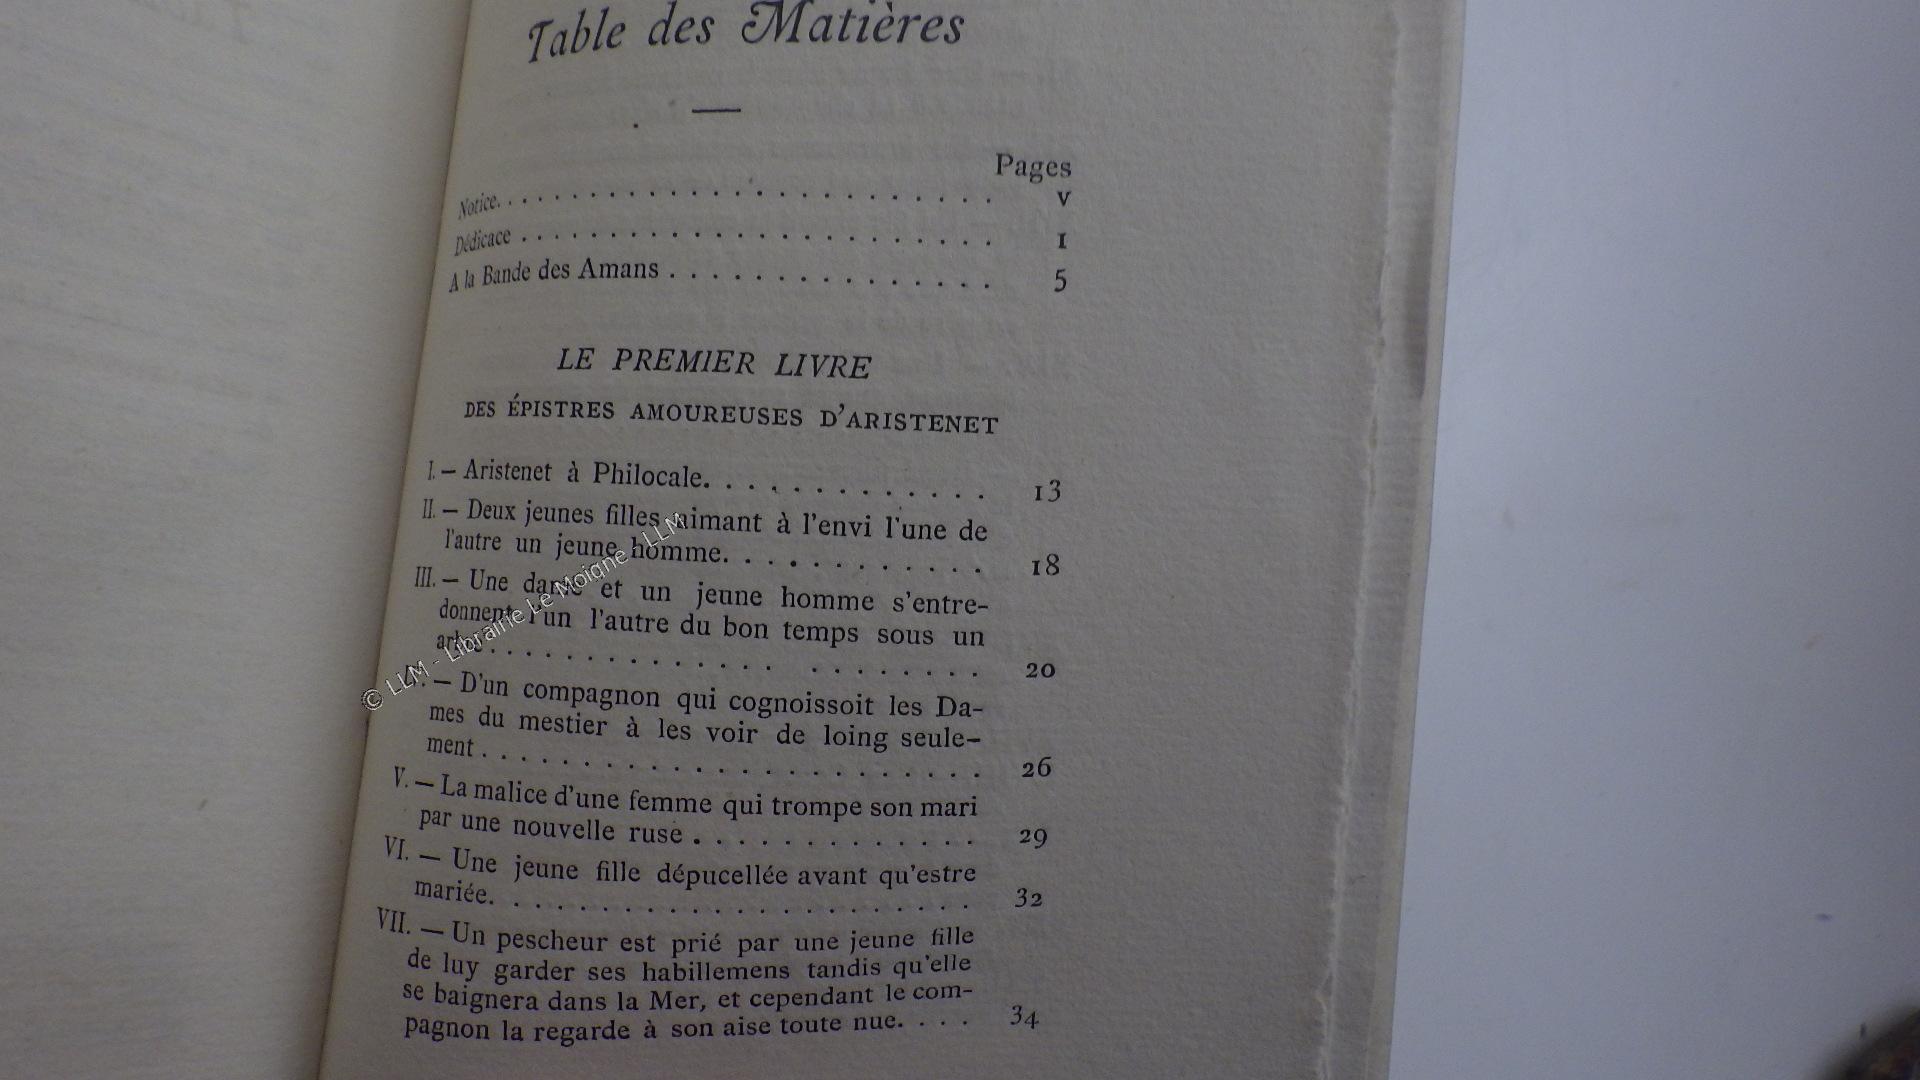 Table des Matières
Pages
Notice. . . . . . . . . . . . . . . . . . . . . . . . v
Dédicace . . . . . . . . . . . . . . . . . . . . . . . 1
A la Bande des Amans . . . . . . . . . . . . . . . 5
LE PREMIER LIVRE
DES ÉPISTRES AMOUREUSES D'ARISTENET
I. — Aristenet à Philocale. . . . . . . . . . . . . 13
II. — Deux jeunes filles aimant à l'envi l'une de
l'autre un jeune homme. . . . . . . . . . . . 18
III. — Une dame et un jeune homme s'entre-
donnent l'un l'autre du bon temps sous un
arbre . . . . . . . . . . . . . . . . . . . . . . 20
IV. — D'un compagnon qui cognoissoit les Da-
mes du mestier à les voir de loing seule-
ment . . . . . . . . . . . . . . . . . . . . . . . 26
V. — La malice d'une femme qui trompe son mari
par une nouvelle ruse . . . . . . . . . . . . . 29
VI. — Une jeune fille dépucellée avant qu'estre
mariée. . . . . . . . . . . . . . . . . . . . . . 32
VII. — Un pescheur est prié par une jeune fille
de luy garder ses habillemens tandis qu'elle
se baignera dans la Mer, et cependant le com-
pagnon la regarde à son aise toute nue. . . . 34
© LLM - Librairie Le Moigne - LLM